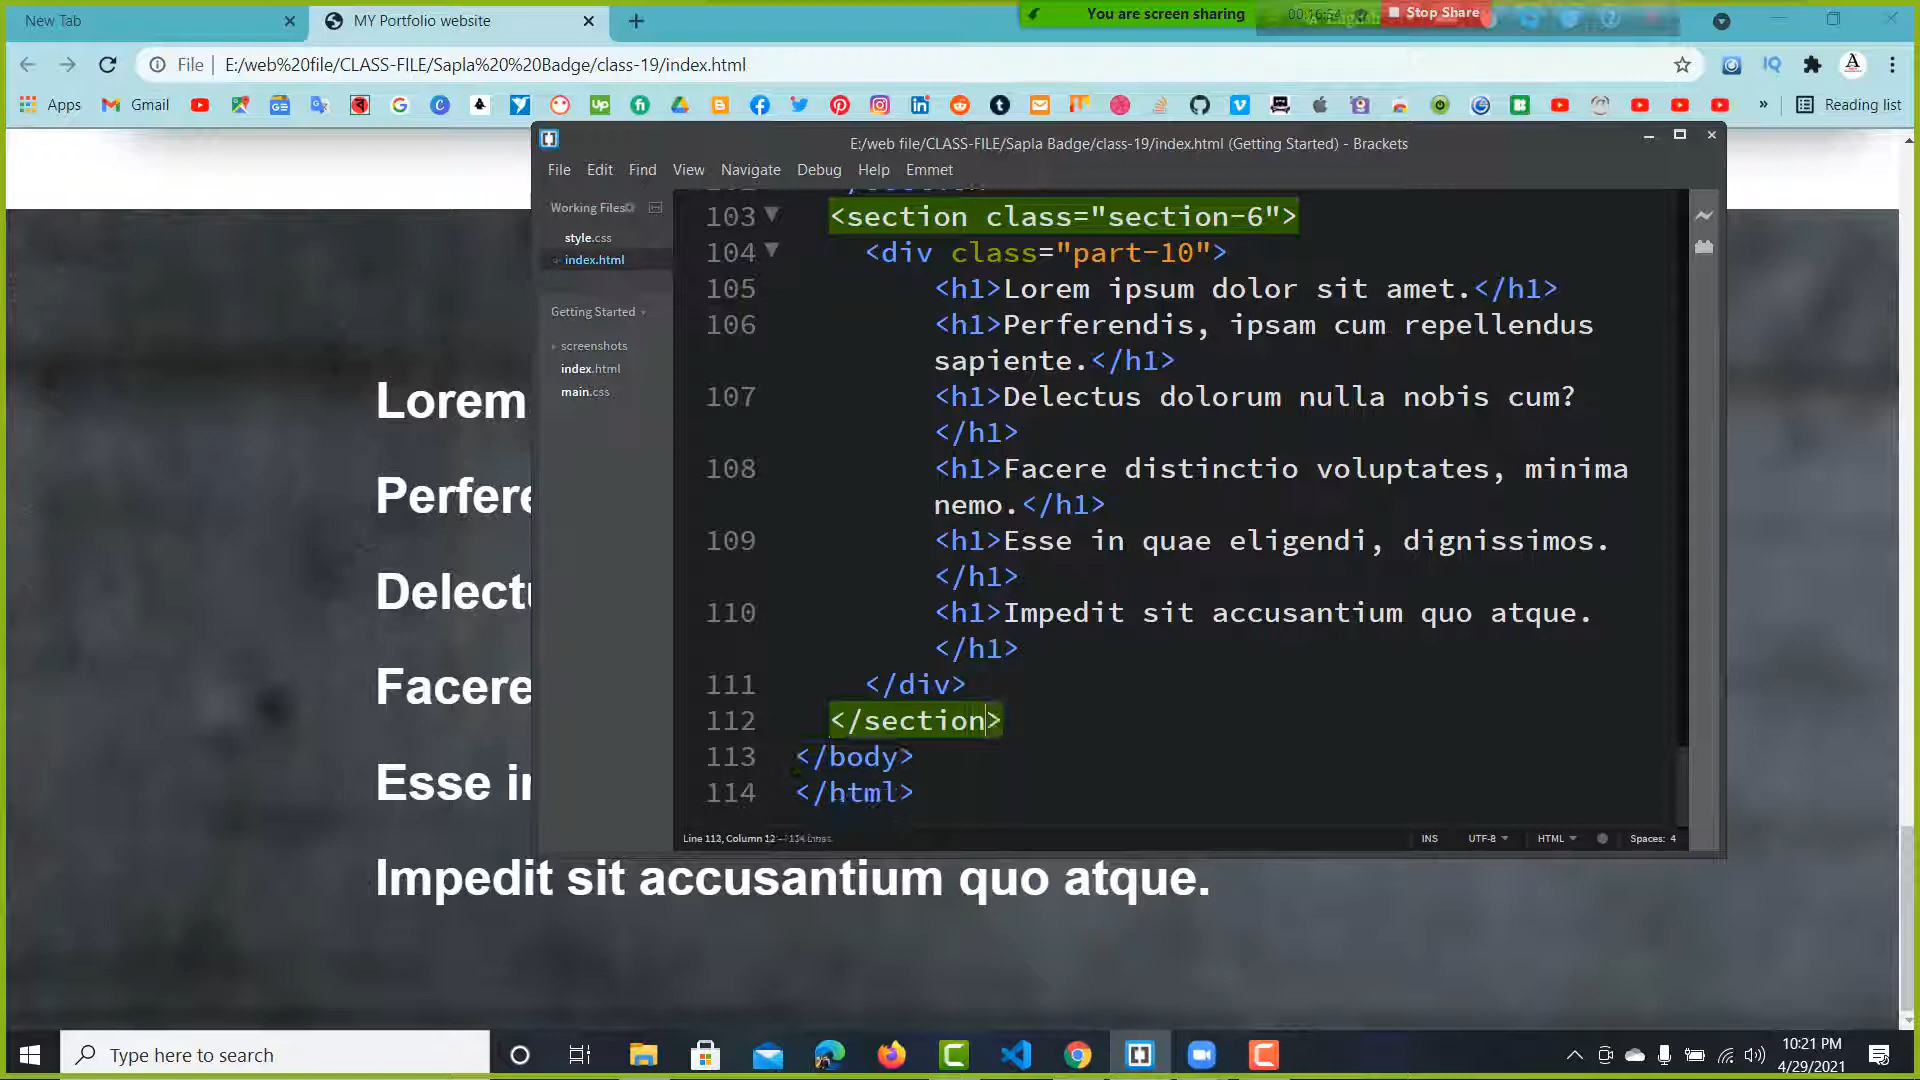 New Tab
MY Portfolio website
You are screen sharing
Stop Share
File
E:/web%20file/CLASS-FILE/Sapla%20%20Badge/class-19/index.html
Apps
Gmail
Reading list
E:/web file/CLASS-FILE/Sapla Badge/class-19/index.html (Getting Started) - Brackets
File Edit Find View Navigate Debug Help Emmet
Working Files
style.css
index.html
Getting Started
screenshots
index.html
main.css
103 <section class="section-6">
104 <div class="part-10">
105 <h1>Lorem ipsum dolor sit amet.</h1>
106 <h1>Perferendis, ipsam cum repellendus
sapiente.</h1>
107 <h1>Delectus dolorum nulla nobis cum?
</h1>
108 <h1>Facere distinctio voluptates, minima
nemo.</h1>
109 <h1>Esse in quae eligendi, dignissimos.
</h1>
110 <h1>Impedit sit accusantium quo atque.
</h1>
111 </div>
112 </section>
113 </body>
114 </html>
Line 112, Column 12
INS UTF-8 HTML Spaces: 4
Lorem
Perfere
Delectu
Facere
Esse in
Impedit sit accusantium quo atque.
Type here to search
10:21 PM
4/29/2021